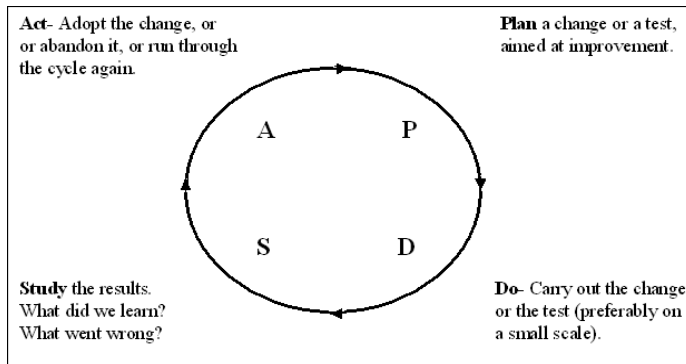 Act- Adopt the change, or
or abandon it, or run through
the cycle again.
Plan a change or a test,
aimed at improvement.
A
P
S
D
Study the results.
What did we learn?
What went wrong?
Do- Carry out the change
or the test (preferably on
a small scale).